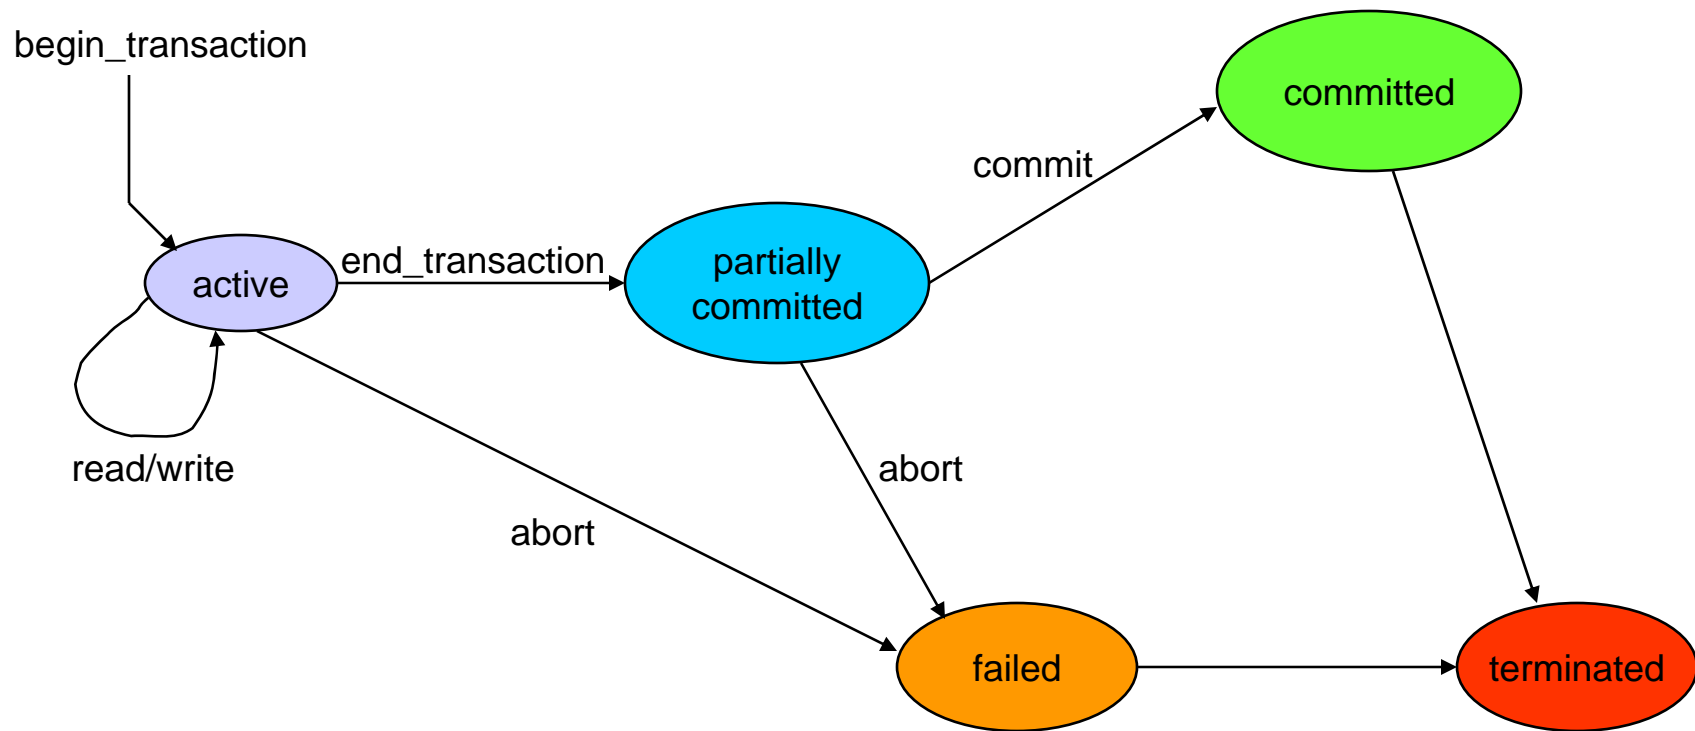 begin_transaction
committed
commit
end_transaction
partially
committed
active
read/write
abort
abort
failed
terminated